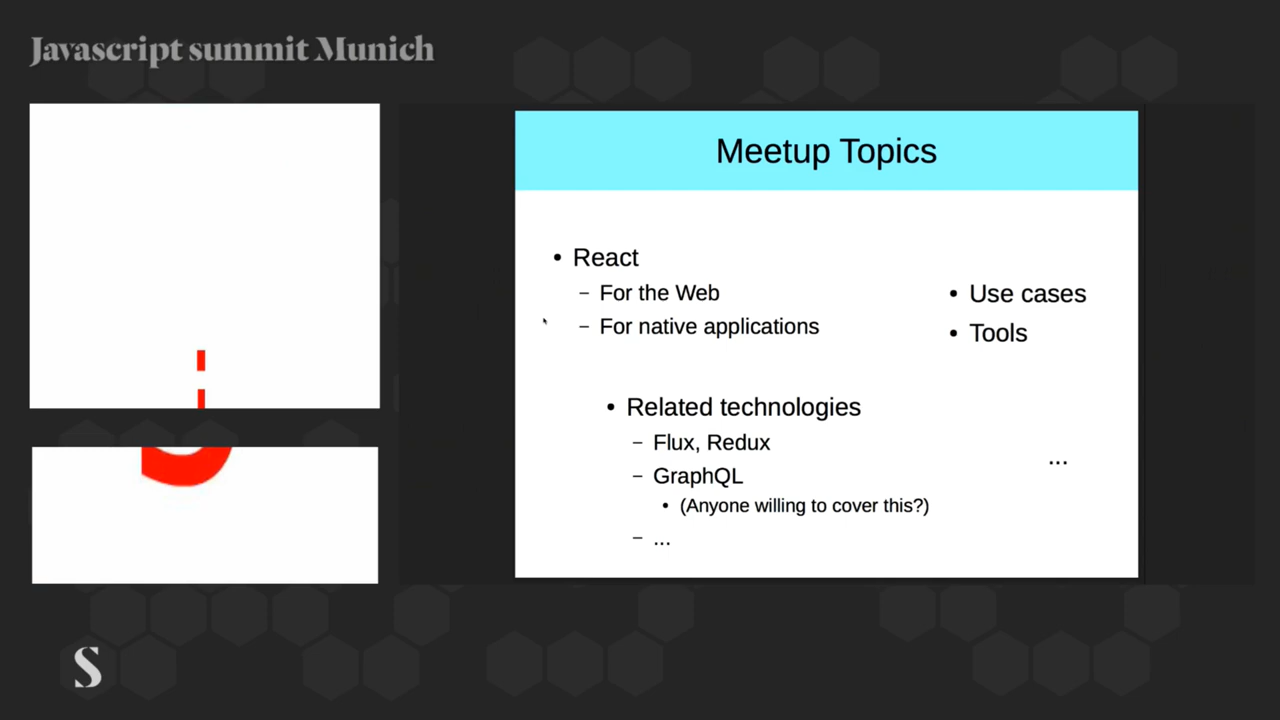 Javascript summit Munich
Meetup Topics
• React
– For the Web
– For native applications
• Use cases
• Tools
• Related technologies
– Flux, Redux
– GraphQL
• (Anyone willing to cover this?)
– ...
...
S